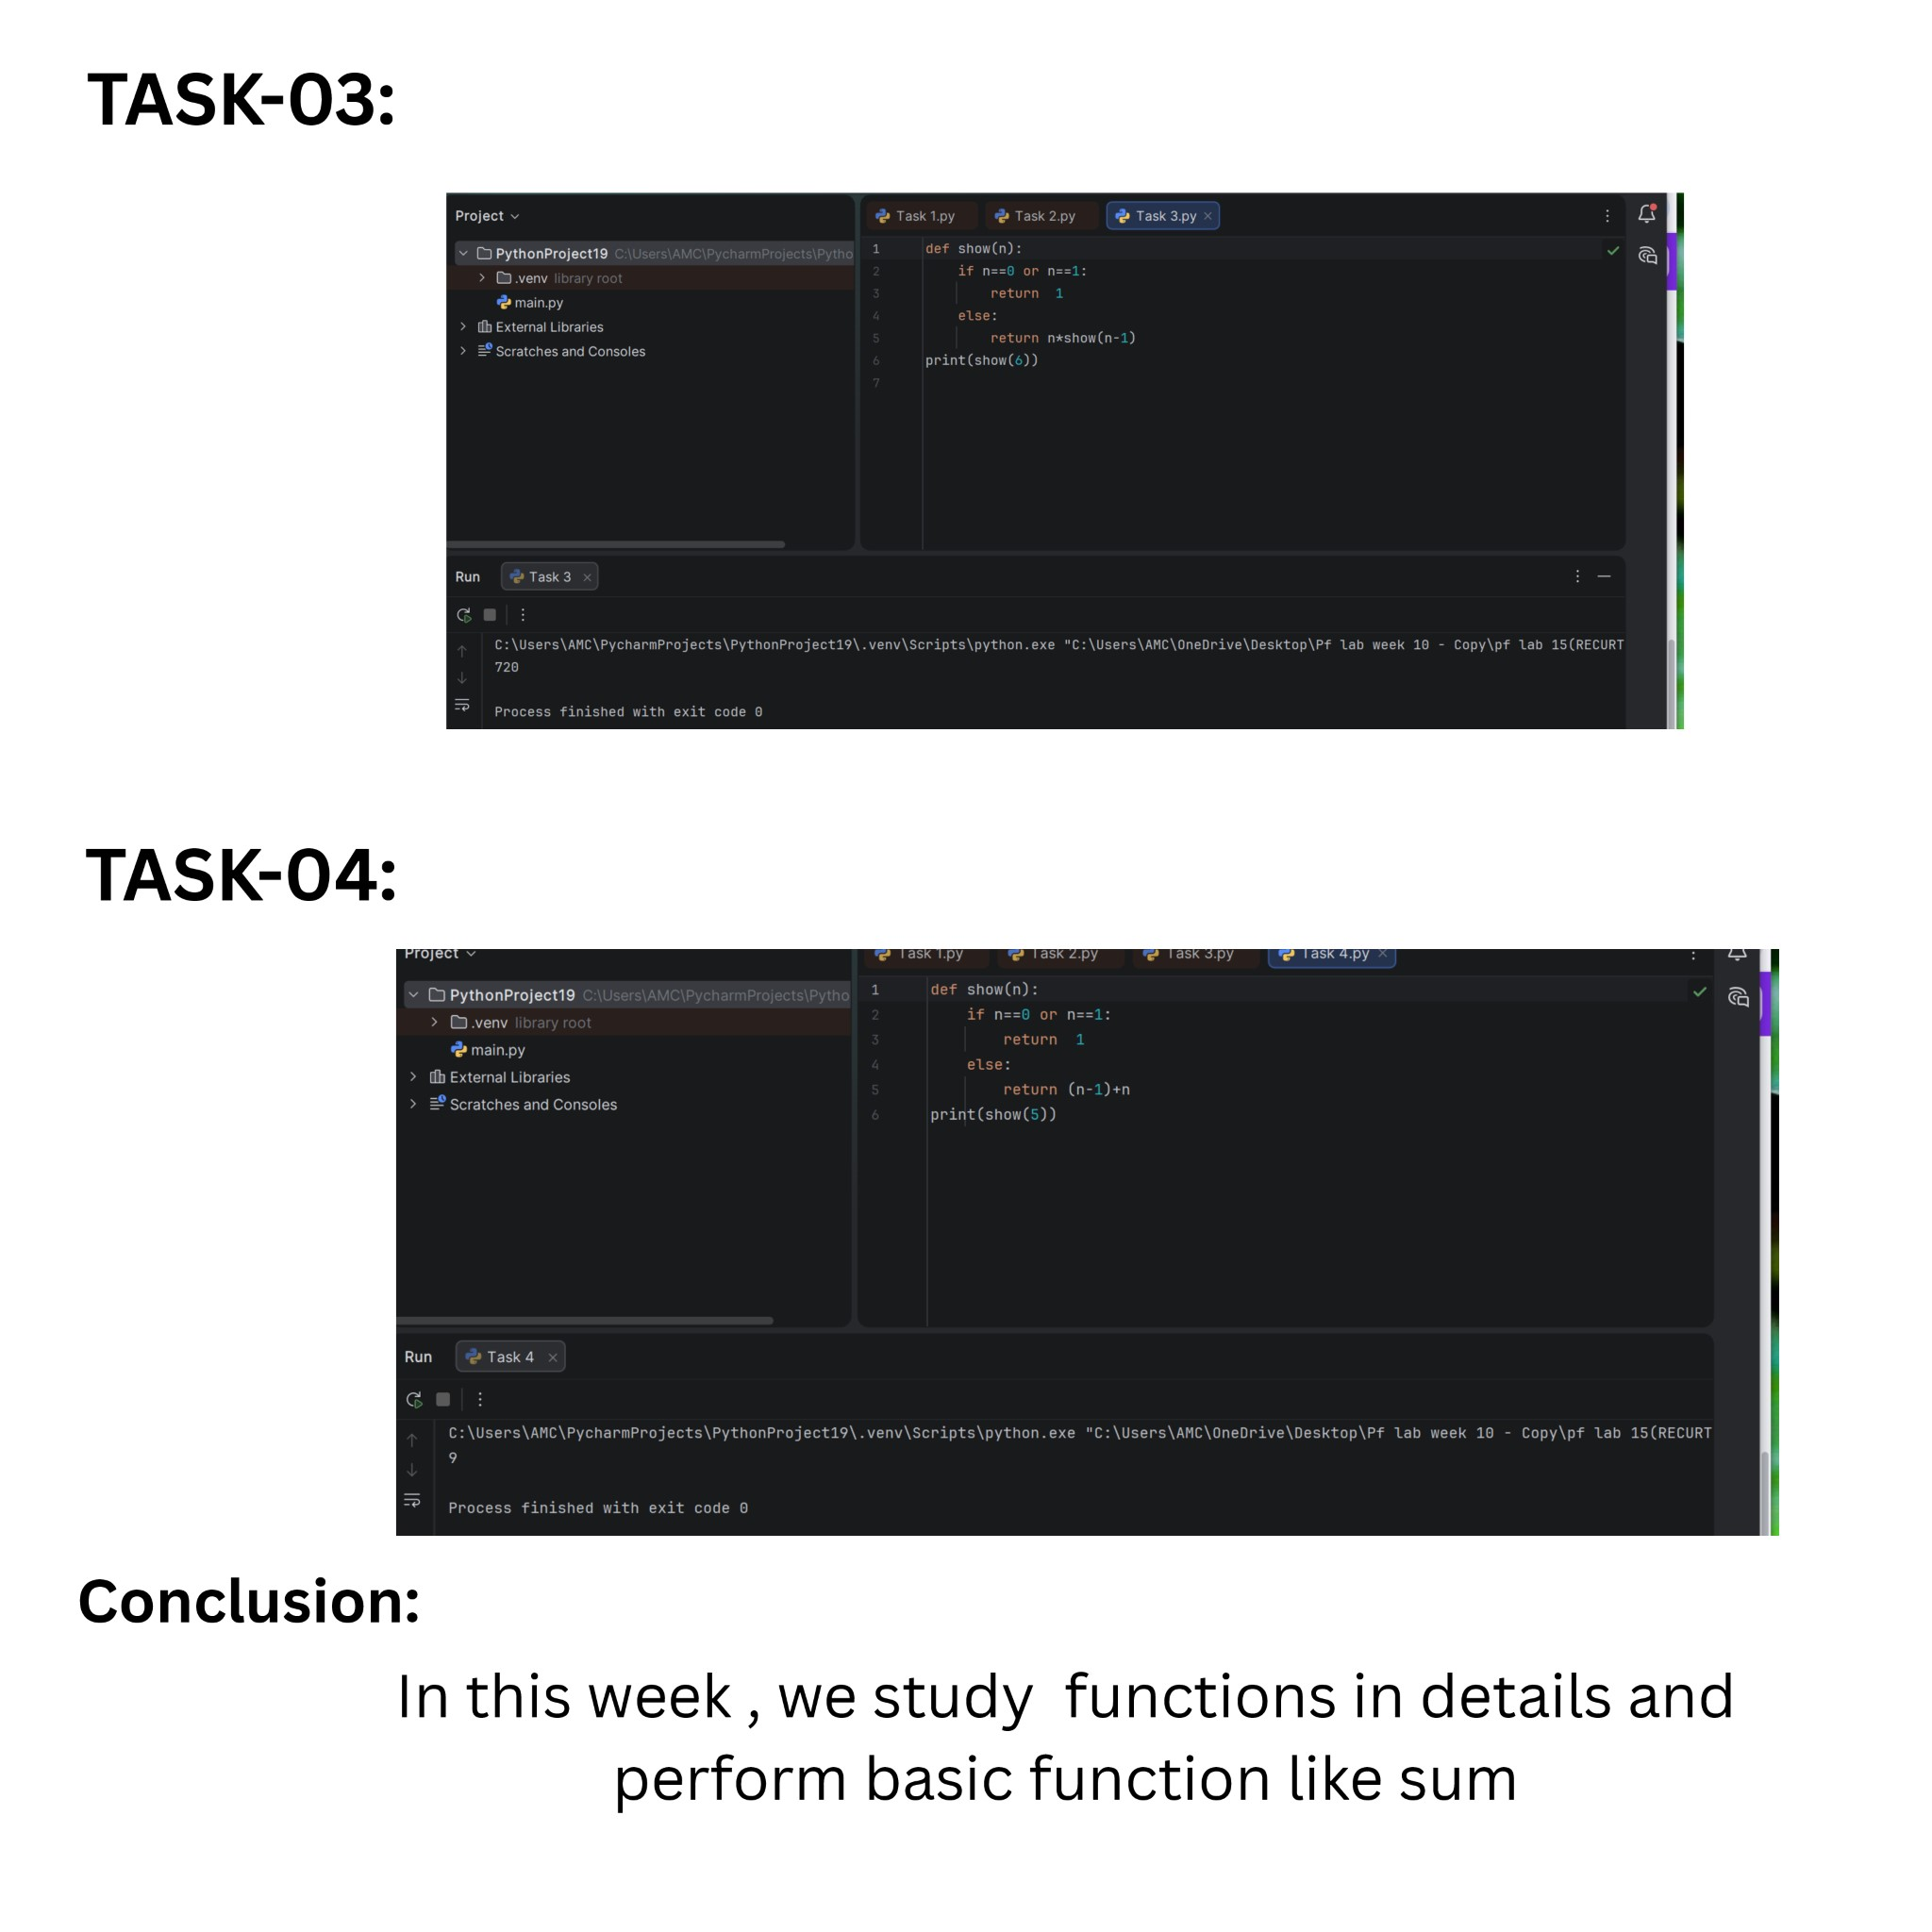 TASK-03:
Project
Task 1.py Task 2.py Task 3.py ×
PythonProject19 C:\Users\AMC\PycharmProjects\Pytho
.venv library root
main.py
External Libraries
Scratches and Consoles
1 def show(n):
2 if n==0 or n==1:
3 return  1
4 else:
5 return n*show(n-1)
6 print(show(6))
7
Run Task 3 ×
C:\Users\AMC\PycharmProjects\PythonProject19\.venv\Scripts\python.exe "C:\Users\AMC\OneDrive\Desktop\Pf lab week 10 - Copy\pf lab 15(RECURT
720
Process finished with exit code 0
TASK-04:
Project
Task 1.py Task 2.py Task 3.py Task 4.py ×
PythonProject19 C:\Users\AMC\PycharmProjects\Pytho
.venv library root
main.py
External Libraries
Scratches and Consoles
1 def show(n):
2 if n==0 or n==1:
3 return  1
4 else:
5 return (n-1)+n
6 print(show(5))
Run Task 4 ×
C:\Users\AMC\PycharmProjects\PythonProject19\.venv\Scripts\python.exe "C:\Users\AMC\OneDrive\Desktop\Pf lab week 10 - Copy\pf lab 15(RECURT
9
Process finished with exit code 0
Conclusion:
In this week , we study  functions in details and
perform basic function like sum